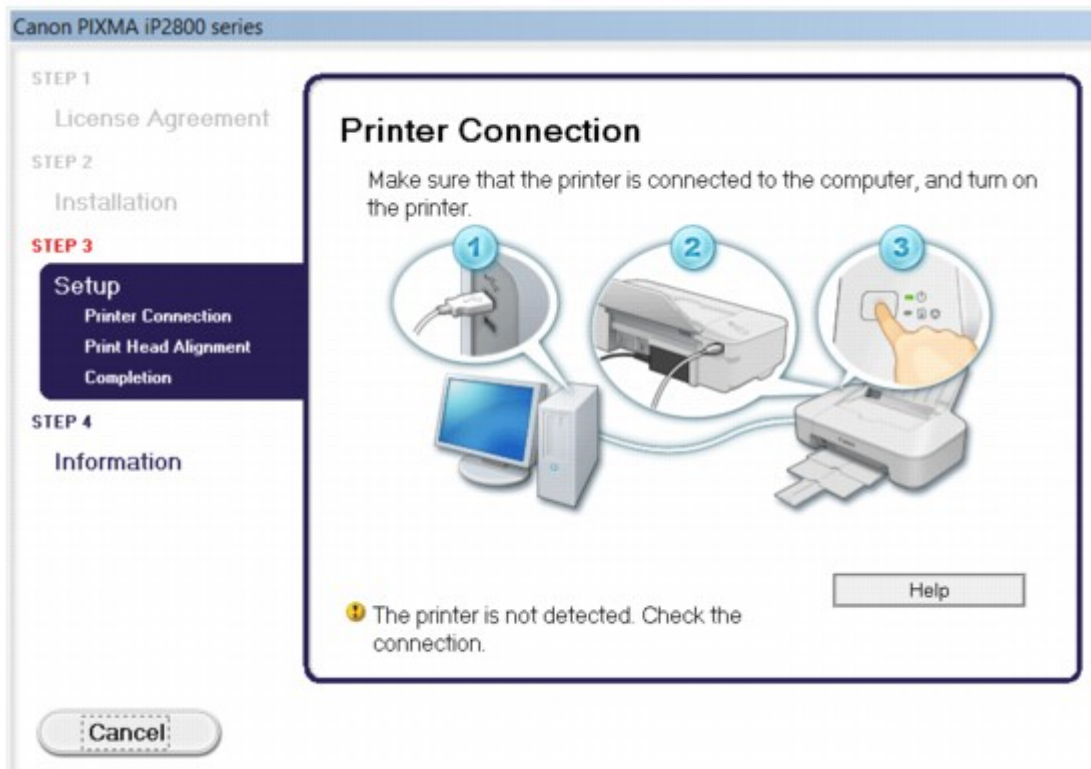 Canon PIXMA iP2800 series
STEP 1
License Agreement
STEP 2
Installation
STEP 3
Setup
Printer Connection
Print Head Alignment
Completion
STEP 4
Information
Printer Connection
Make sure that the printer is connected to the computer, and turn on
the printer.
1
2
3
Help
The printer is not detected. Check the
connection.
Cancel